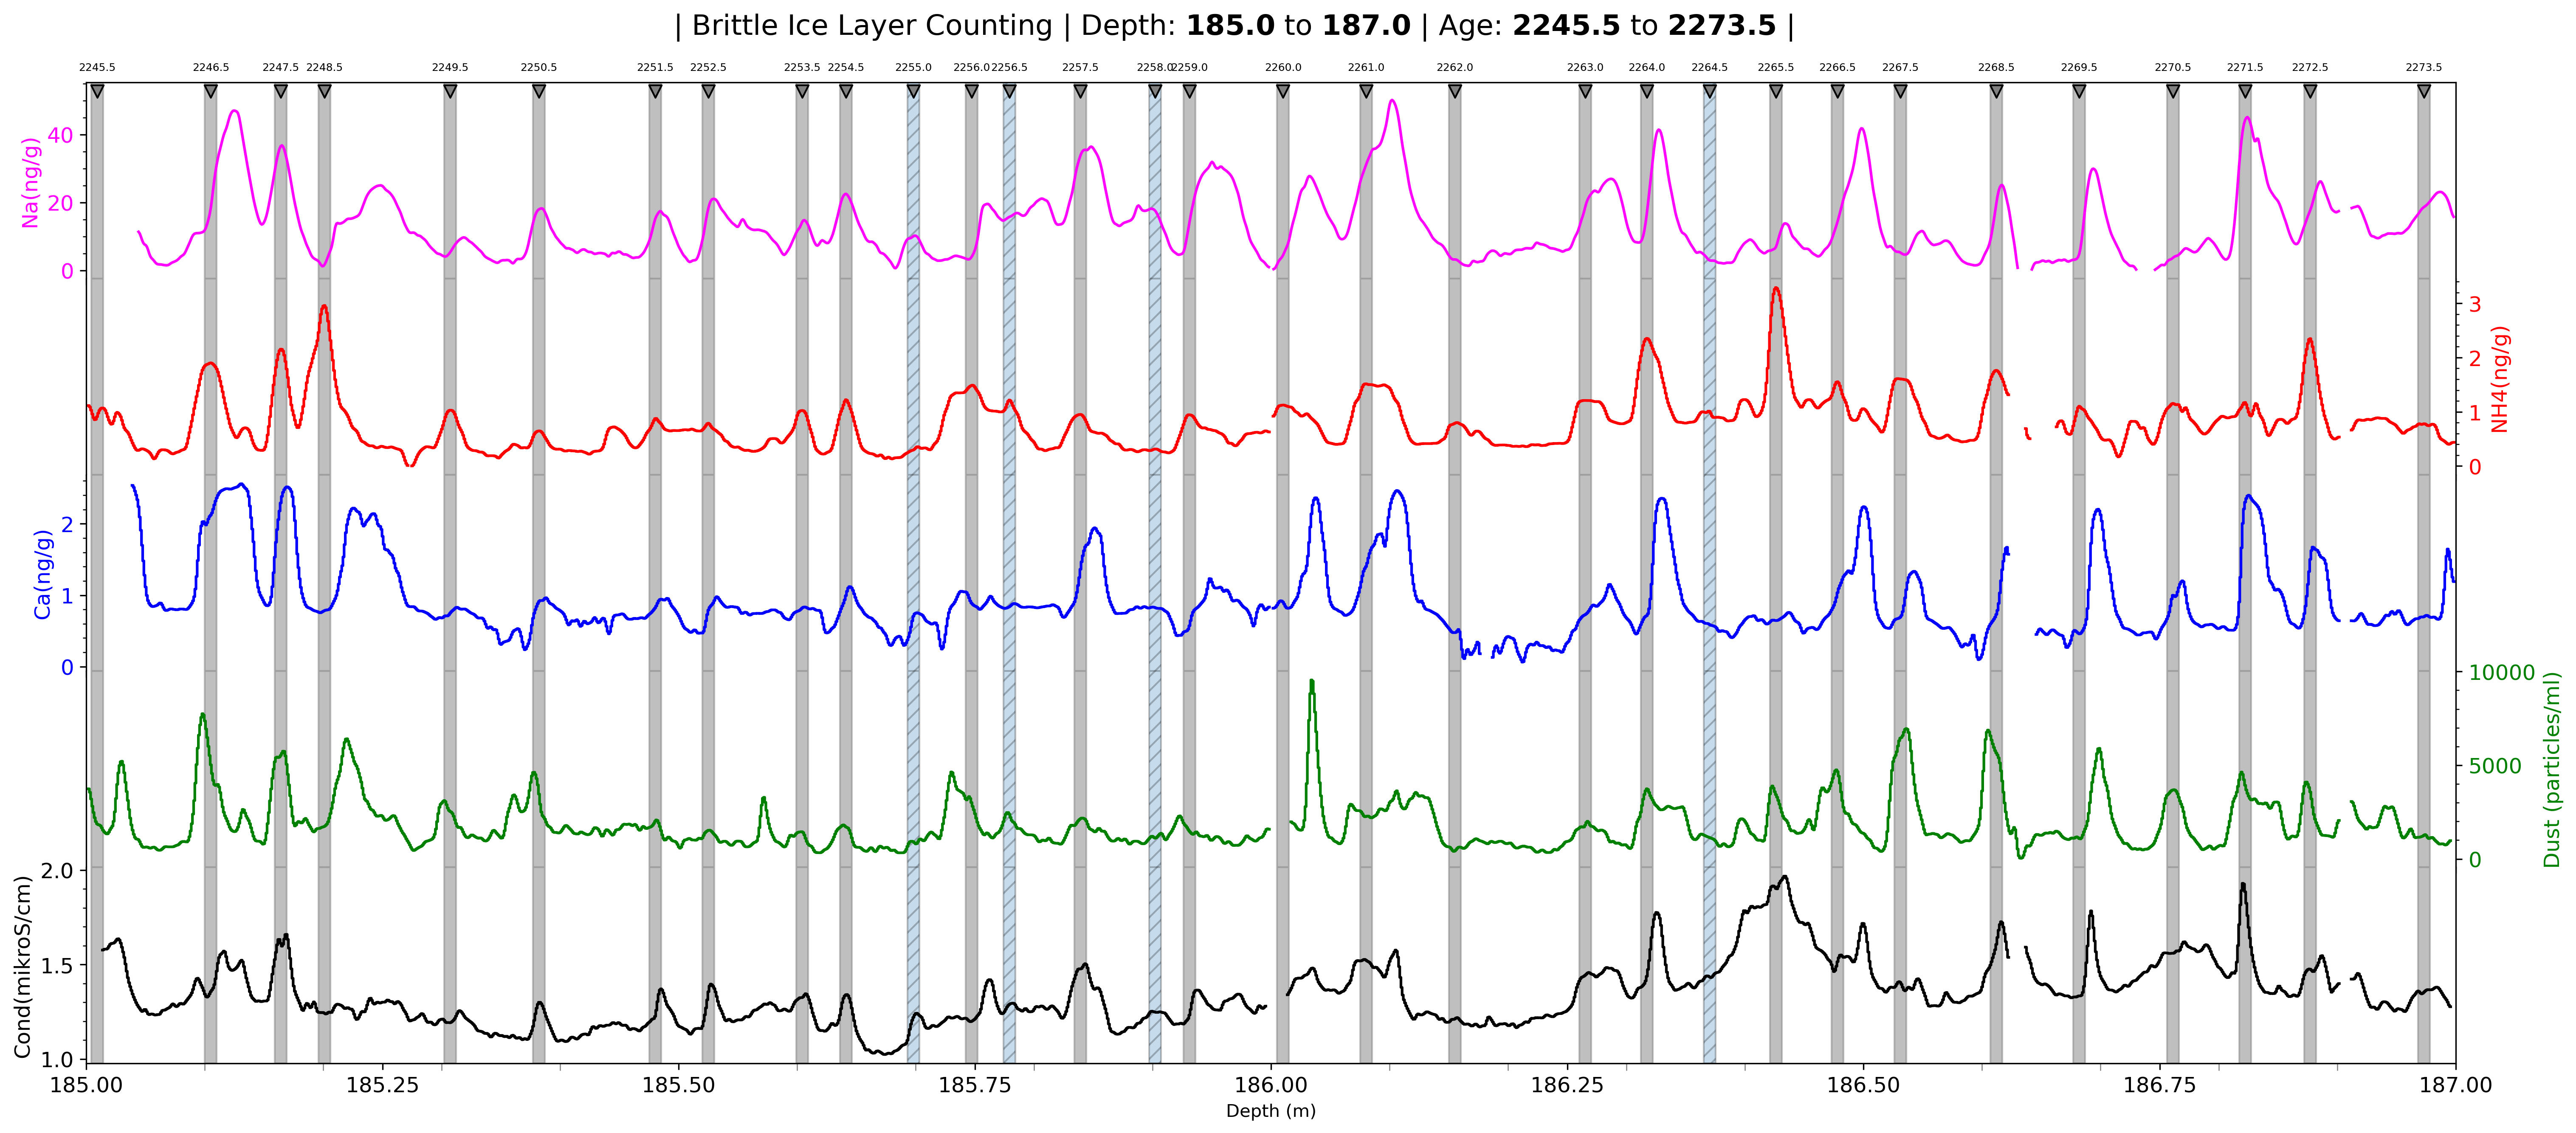 | Brittle Ice Layer Counting | Depth: 185.0 to 187.0 | Age: 2245.5 to 2273.5 |
2245.5 2246.5 2247.5 2248.5 2249.5 2250.5 2251.5 2252.5 2253.5 2254.5 2255.0 2256.0 2256.5 2257.5 2258.0 2259.0 2260.0 2261.0 2262.0 2263.0 2264.0 2264.5 2265.5 2266.5 2267.5 2268.5 2269.5 2270.5 2271.5 2272.5 2273.5
Na(ng/g)
40
20
0
NH4(ng/g)
3
2
1
0
Ca(ng/g)
2
1
0
Dust (particles/ml)
10000
5000
0
Cond(mikroS/cm)
2.0
1.5
1.0
185.00 185.25 185.50 185.75 186.00 186.25 186.50 186.75 187.00
Depth (m)